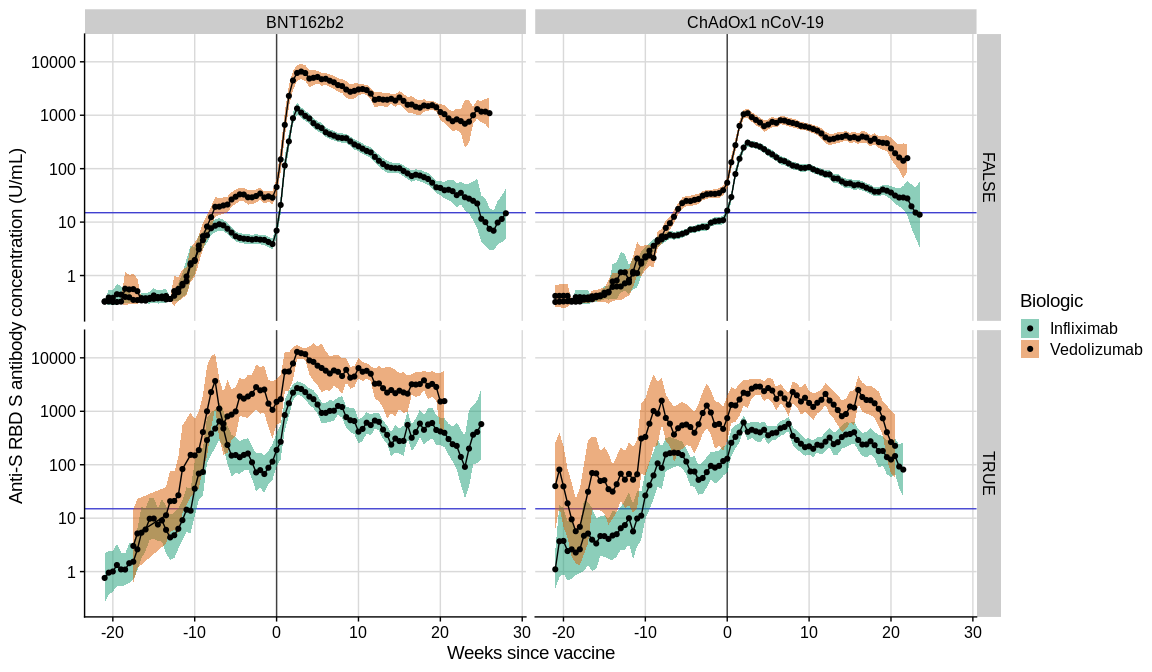 BNT162b2
ChAdOx1 nCoV-19
Anti-S RBD S antibody concentration (U/mL)
10000
1000
100
10
1
FALSE
10000
1000
100
10
1
TRUE
-20 -10 0 10 20 30
-20 -10 0 10 20 30
Weeks since vaccine
Biologic
Infliximab
Vedolizumab